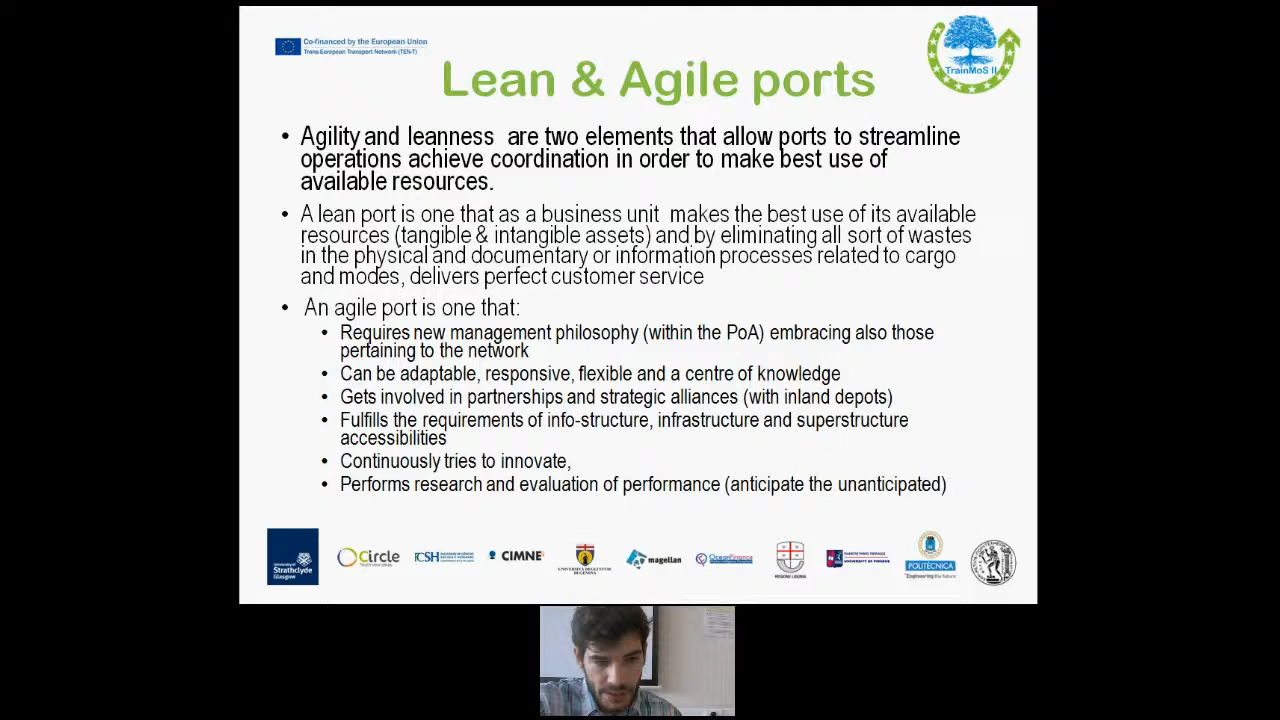 Co-financed by the European Union
Trans-European Transport Network (TEN-T)
TrainMoS II
Lean & Agile ports
• Agility and leanness are two elements that allow ports to streamline
operations achieve coordination in order to make best use of
available resources.
• A lean port is one that as a business unit makes the best use of its available
resources (tangible & intangible assets) and by eliminating all sort of wastes
in the physical and documentary or information processes related to cargo
and modes, delivers perfect customer service
• An agile port is one that:
• Requires new management philosophy (within the PoA) embracing also those
pertaining to the network
• Can be adaptable, responsive, flexible and a centre of knowledge
• Gets involved in partnerships and strategic alliances (with inland depots)
• Fulfills the requirements of info-structure, infrastructure and superstructure
accessibilities
• Continuously tries to innovate,
• Performs research and evaluation of performance (anticipate the unanticipated)
University of
Strathclyde
Glasgow
Circle
ICSH
CIMNE
magellan
OceanFinance
REGIONE LIGURIA
UNIVERSITY OF PIRAEUS
POLITÉCNICA
"Engineering the future"